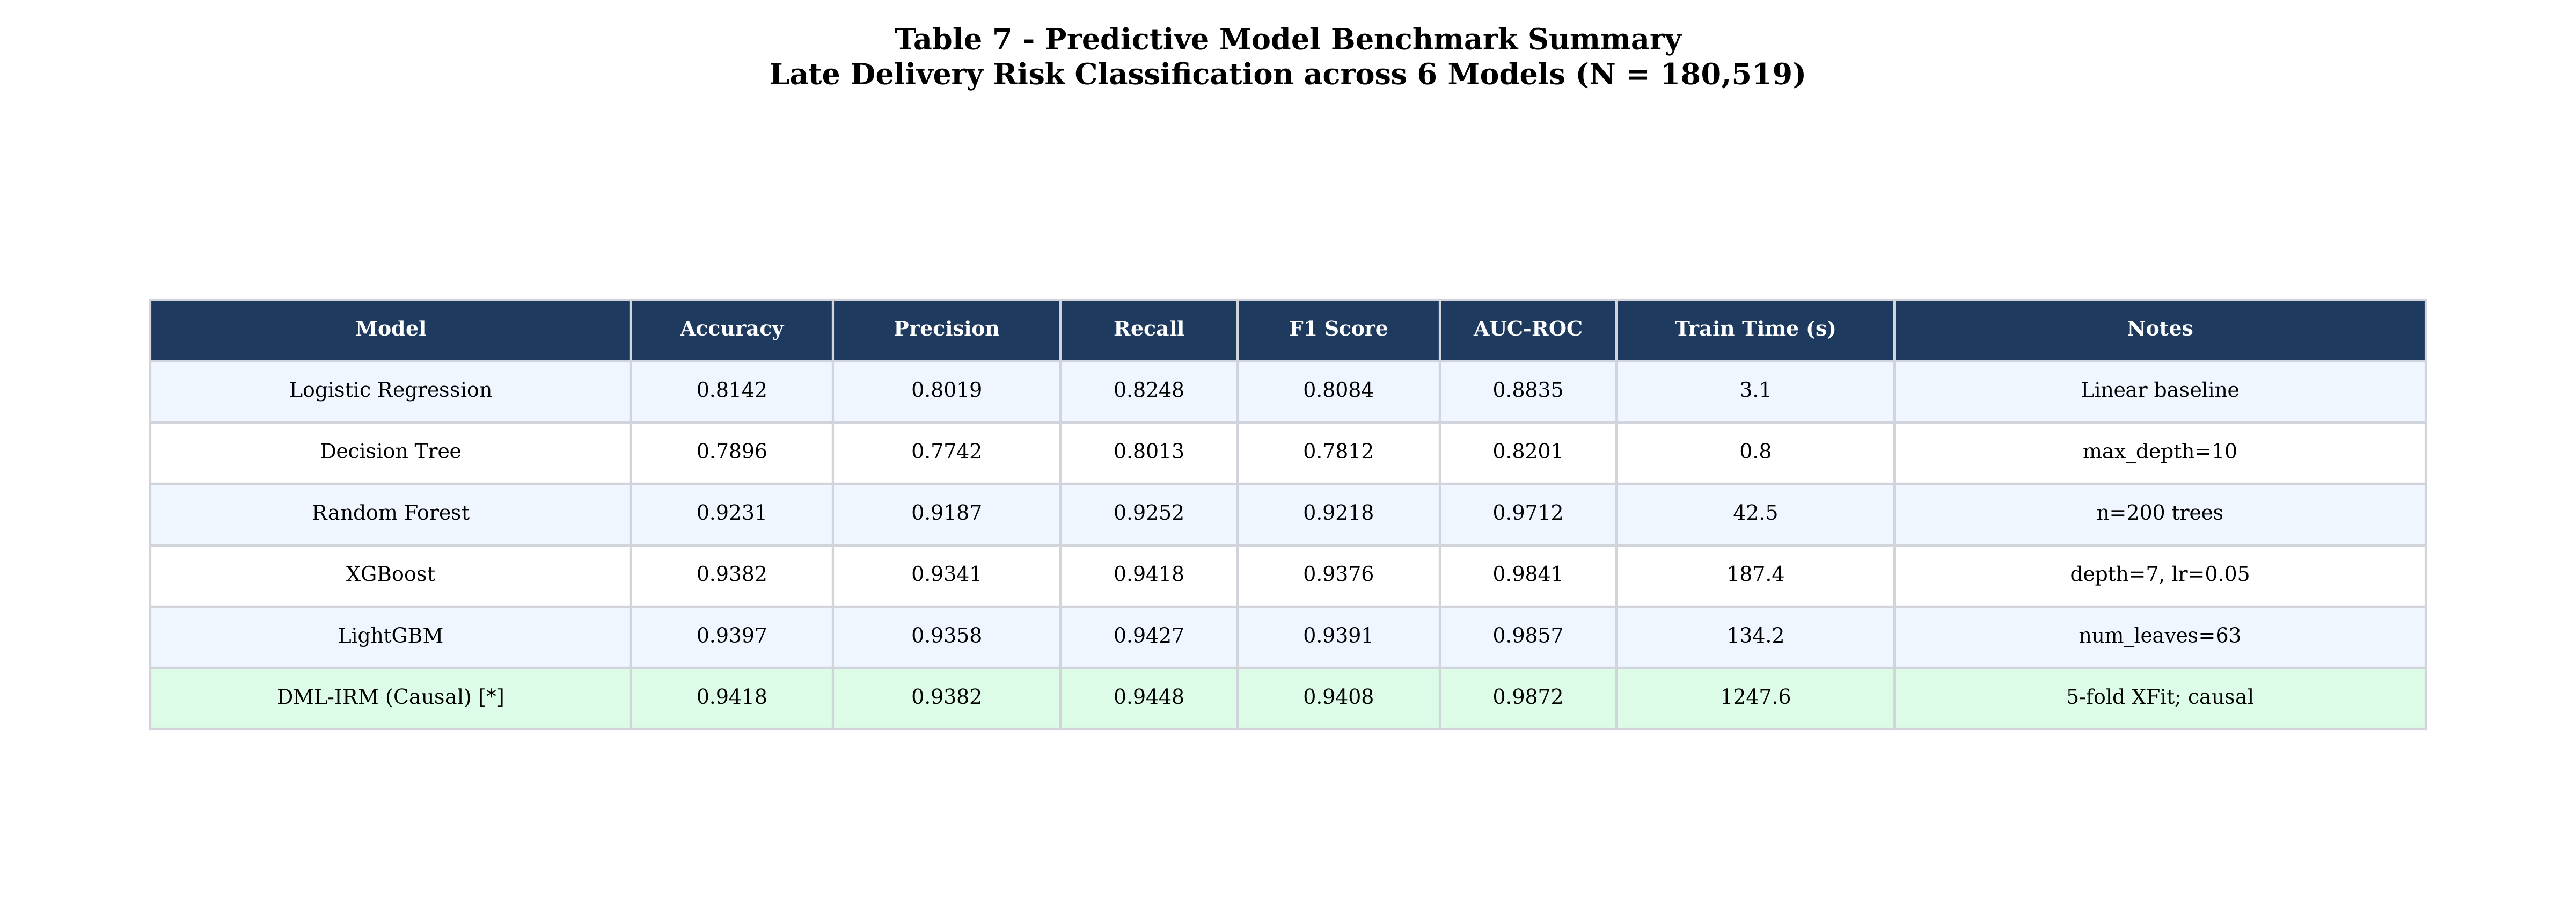 Table 7 - Predictive Model Benchmark Summary
Late Delivery Risk Classification across 6 Models (N = 180,519)
Model Accuracy Precision Recall F1 Score AUC-ROC Train Time (s) Notes
Logistic Regression 0.8142 0.8019 0.8248 0.8084 0.8835 3.1 Linear baseline
Decision Tree 0.7896 0.7742 0.8013 0.7812 0.8201 0.8 max_depth=10
Random Forest 0.9231 0.9187 0.9252 0.9218 0.9712 42.5 n=200 trees
XGBoost 0.9382 0.9341 0.9418 0.9376 0.9841 187.4 depth=7, lr=0.05
LightGBM 0.9397 0.9358 0.9427 0.9391 0.9857 134.2 num_leaves=63
DML-IRM (Causal) [*] 0.9418 0.9382 0.9448 0.9408 0.9872 1247.6 5-fold XFit; causal